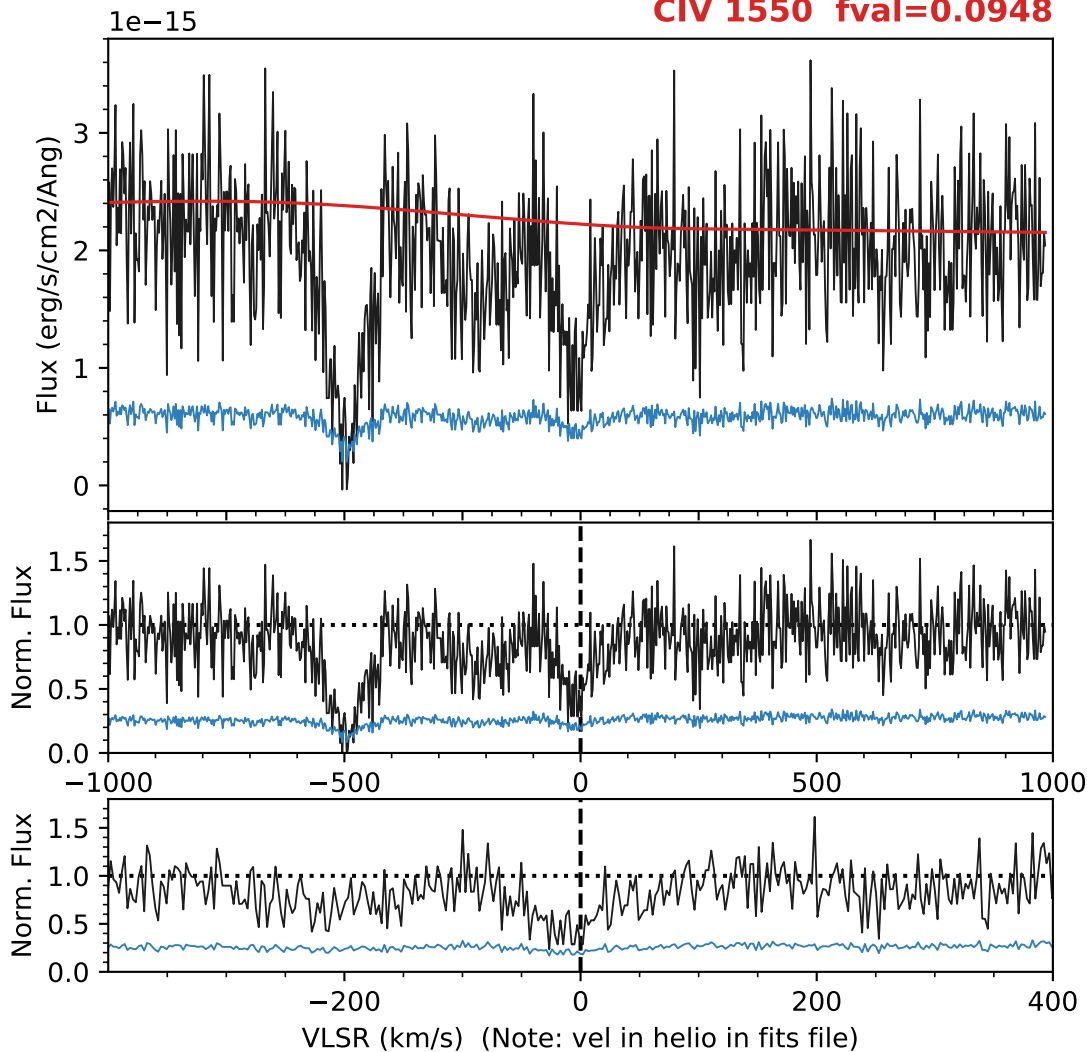 CIV 1550 fval=0.0948
1e−15
3
2
1
0
Flux (erg/s/cm2/Ang)
1.5
1.0
0.5
0.0
Norm. Flux
−1000 −500 0 500 1000
1.5
1.0
0.5
0.0
Norm. Flux
−200 0 200 400
VLSR (km/s) (Note: vel in helio in fits file)